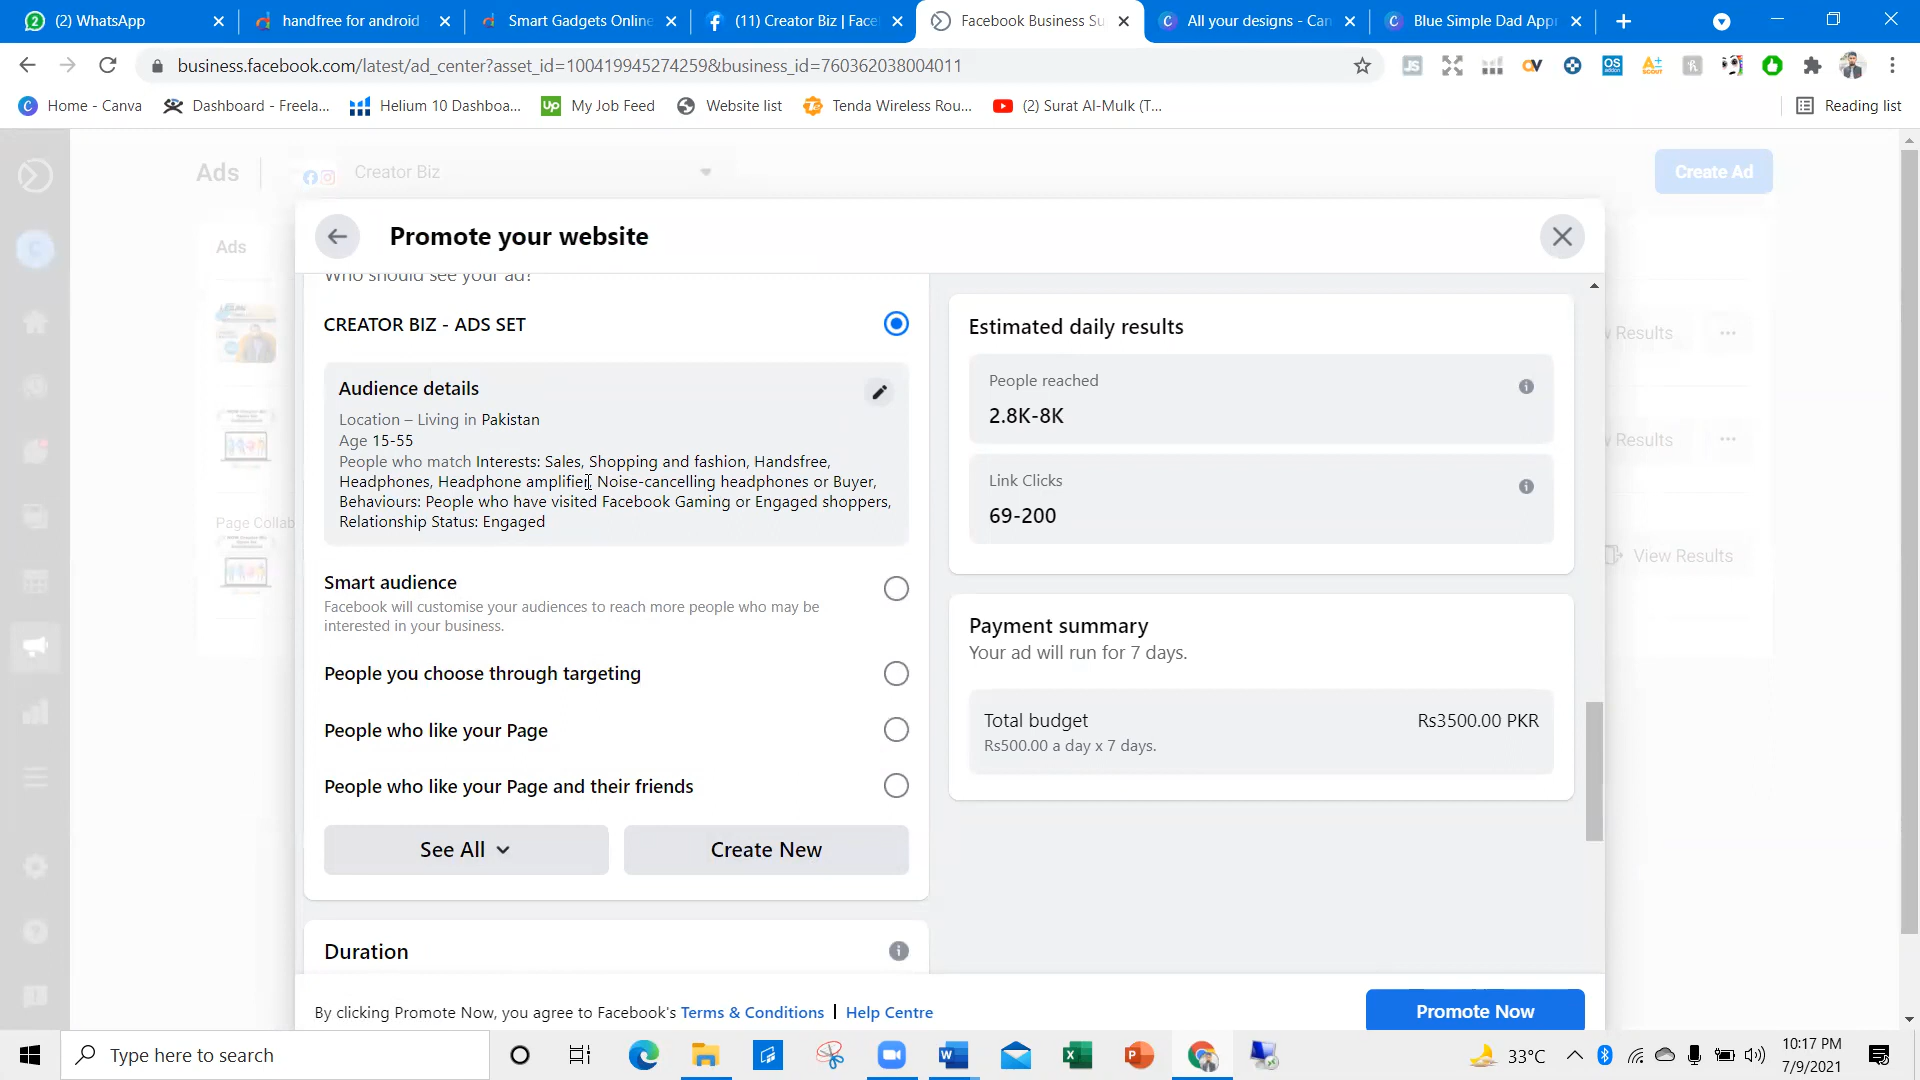 (2) WhatsApp
handfree for android
Smart Gadgets Online
(11) Creator Biz | Face
Facebook Business Su
All your designs - Can
Blue Simple Dad App
business.facebook.com/latest/ad_center?asset_id=100419945274259&business_id=760362038004011
Home - Canva
Dashboard - Freela...
Helium 10 Dashboa...
My Job Feed
Website list
Tenda Wireless Rou...
(2) Surat Al-Mulk (T...
Reading list
Ads
Creator Biz
Create Ad
Promote your website
Ads
Who should see your ad?
CREATOR BIZ - ADS SET
Audience details
Location – Living in Pakistan
Age 15-55
People who match Interests: Sales, Shopping and fashion, Handsfree,
Headphones, Headphone amplifier, Noise-cancelling headphones or Buyer,
Behaviours: People who have visited Facebook Gaming or Engaged shoppers,
Relationship Status: Engaged
Smart audience
Facebook will customise your audiences to reach more people who may be
interested in your business.
People you choose through targeting
People who like your Page
People who like your Page and their friends
See All
Create New
Duration
Estimated daily results
People reached
2.8K-8K
Link Clicks
69-200
Payment summary
Your ad will run for 7 days.
Total budget
Rs3500.00 PKR
Rs500.00 a day x 7 days.
Results
Results
View Results
Page Collab
By clicking Promote Now, you agree to Facebook's Terms & Conditions | Help Centre
Promote Now
Type here to search
33°C
10:17 PM
7/9/2021